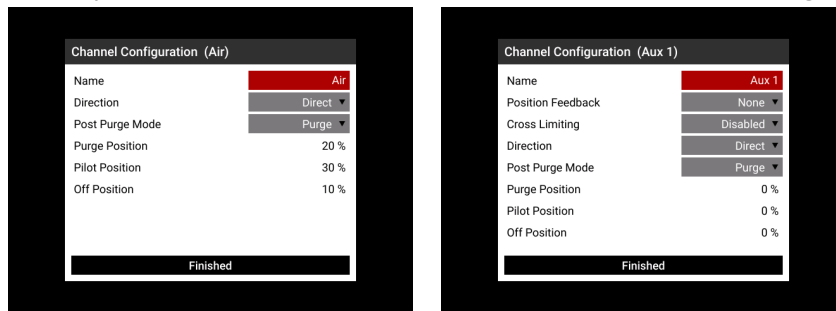 Channel Configuration (Air)
Name Air
Direction Direct
Post Purge Mode Purge
Purge Position 20 %
Pilot Position 30 %
Off Position 10 %
Finished
Channel Configuration (Aux 1)
Name Aux 1
Position Feedback None
Cross Limiting Disabled
Direction Direct
Post Purge Mode Purge
Purge Position 0 %
Pilot Position 0 %
Off Position 0 %
Finished